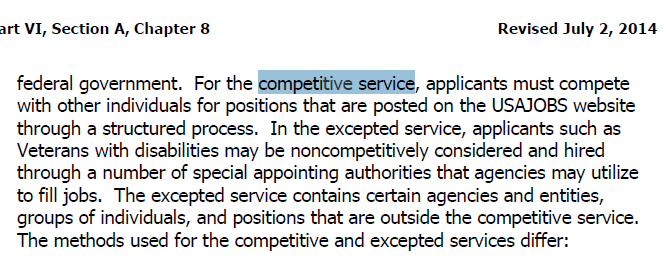 art VI, Section A, Chapter 8 Revised July 2, 2014
federal government. For the competitive service, applicants must compete
with other individuals for positions that are posted on the USAJOBS website
through a structured process. In the excepted service, applicants such as
Veterans with disabilities may be noncompetitively considered and hired
through a number of special appointing authorities that agencies may utilize
to fill jobs. The excepted service contains certain agencies and entities,
groups of individuals, and positions that are outside the competitive service.
The methods used for the competitive and excepted services differ: